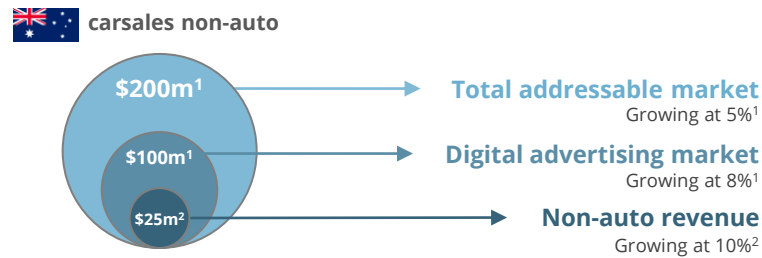 carsales non-auto
$200m¹
Total addressable market
Growing at 5%¹
$100m¹
Digital advertising market
Growing at 8%¹
$25m²
Non-auto revenue
Growing at 10%²